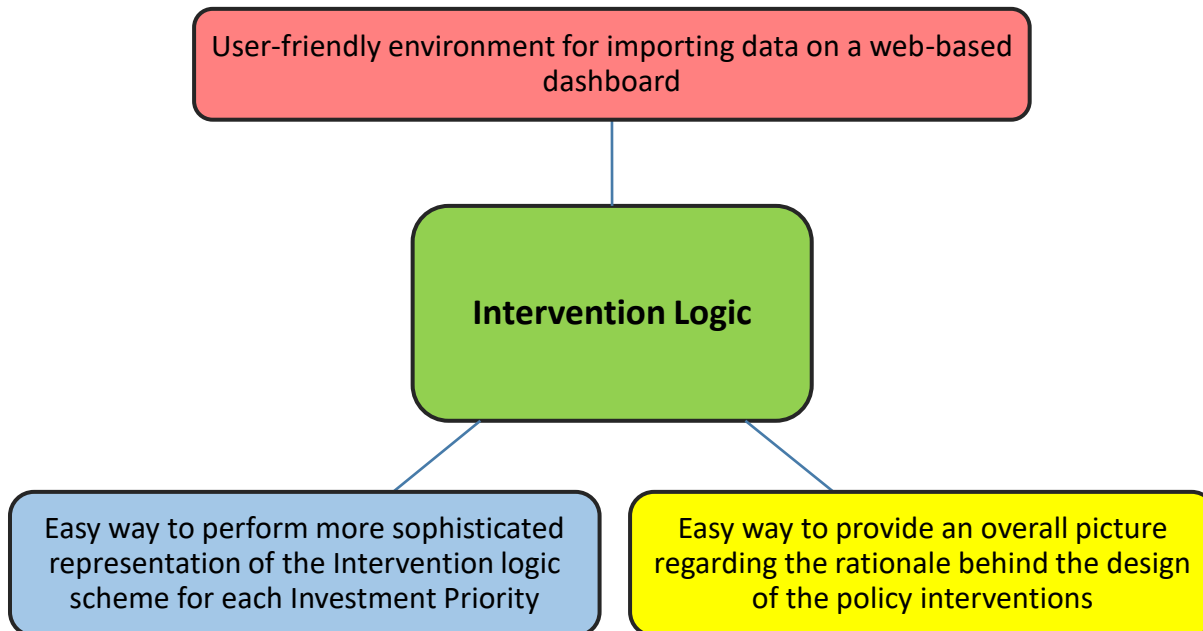 User-friendly environment for importing data on a web-based
dashboard
Intervention Logic
Easy way to perform more sophisticated
representation of the Intervention logic
scheme for each Investment Priority
Easy way to provide an overall picture
regarding the rationale behind the design
of the policy interventions